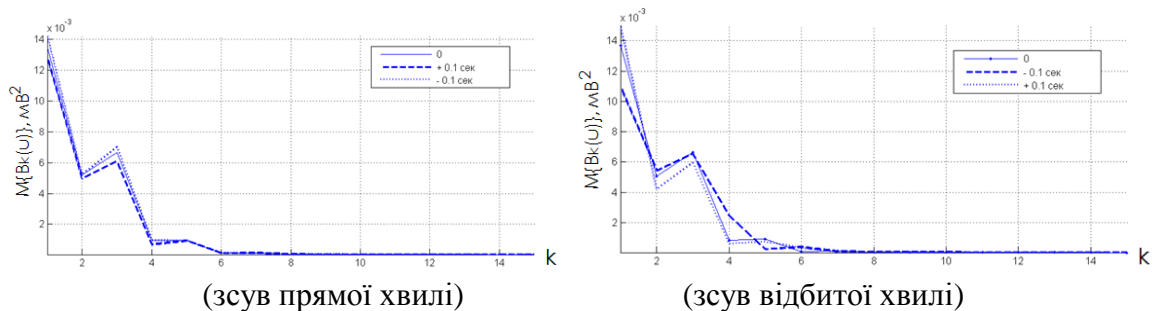 x 10⁻³
14
12
10
8
6
4
2
M{Bk(U)}, мВ²
0
+ 0.1 сек
- 0.1 сек
2 4 6 8 10 12 14 k
(зсув прямої хвилі)
x 10⁻³
14
12
10
8
6
4
2
M{Bk(U)}, мВ²
0
- 0.1 сек
+ 0.1 сек
2 4 6 8 10 12 14 k
(зсув відбитої хвилі)